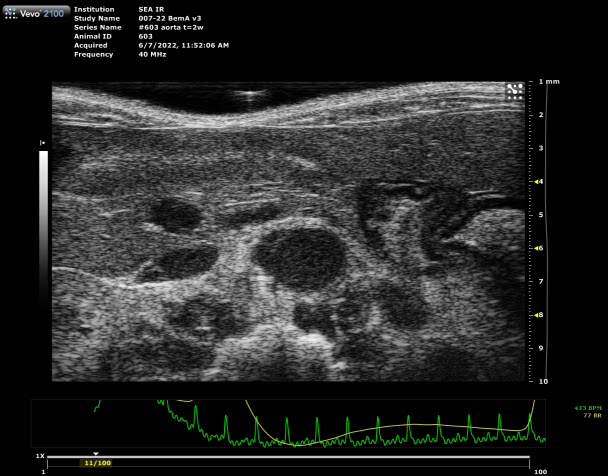 Vevo 2100
Institution SEA IR
Study Name 007-22 BemA v3
Series Name #603 aorta t=2w
Animal ID 603
Acquired 6/7/2022, 11:52:06 AM
Frequency 40 MHz
1 mm
2
3
4
5
6
7
8
9
10
473 BPM
77 RR
1X
11/100
1 100